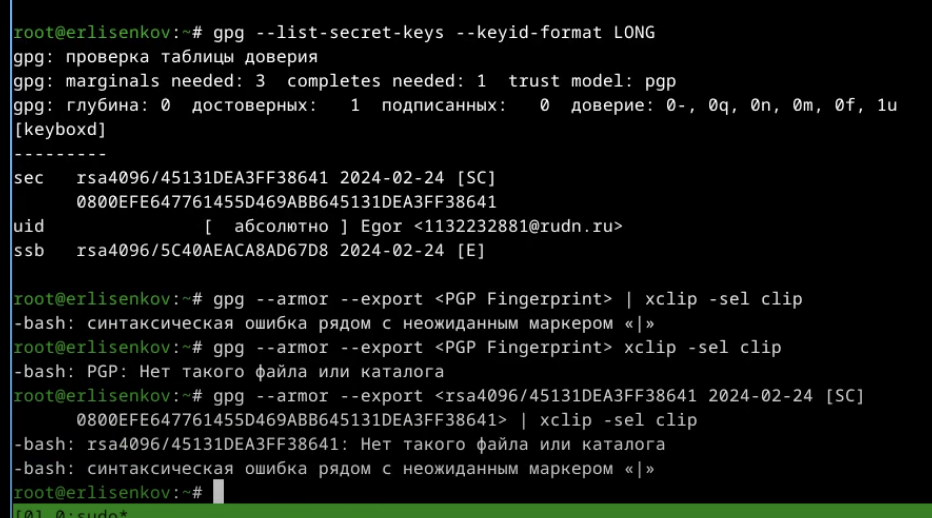 root@erlisenkov:~# gpg --list-secret-keys --keyid-format LONG
gpg: проверка таблицы доверия
gpg: marginals needed: 3  completes needed: 1  trust model: pgp
gpg: глубина: 0  достоверных:   1  подписанных:   0  доверие: 0-, 0q, 0n, 0m, 0f, 1u
[keyboxd]
---------
sec   rsa4096/45131DEA3FF38641 2024-02-24 [SC]
      0800EFE647761455D469ABB645131DEA3FF38641
uid             [  абсолютно ] Egor <1132232881@rudn.ru>
ssb   rsa4096/5C40AEACA8AD67D8 2024-02-24 [E]
root@erlisenkov:~# gpg --armor --export <PGP Fingerprint> | xclip -sel clip
-bash: синтаксическая ошибка рядом с неожиданным маркером «|»
root@erlisenkov:~# gpg --armor --export <PGP Fingerprint> xclip -sel clip
-bash: PGP: Нет такого файла или каталога
root@erlisenkov:~# gpg --armor --export <rsa4096/45131DEA3FF38641 2024-02-24 [SC]
      0800EFE647761455D469ABB645131DEA3FF38641> | xclip -sel clip
-bash: rsa4096/45131DEA3FF38641: Нет такого файла или каталога
-bash: синтаксическая ошибка рядом с неожиданным маркером «|»
root@erlisenkov:~#
[0] 0:sudo*